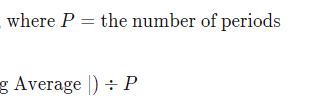 where P = the number of periods
g Average |) ÷ P